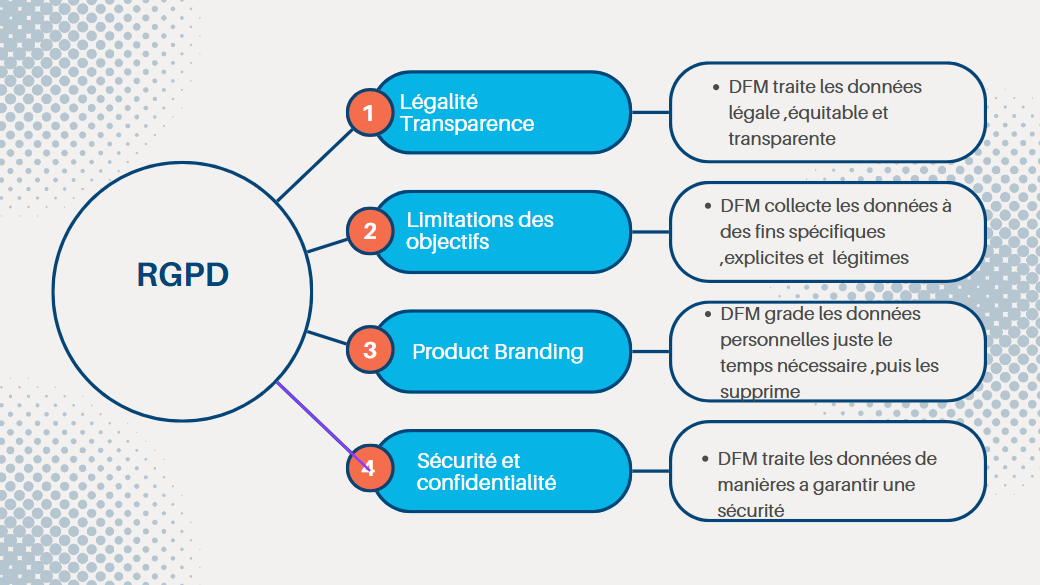 RGPD
1
Légalité
Transparence
• DFM traite les données
légale ,équitable et
transparente
2
Limitations des
objectifs
• DFM collecte les données à
des fins spécifiques
,explicites et légitimes
3
Product Branding
• DFM grade les données
personnelles juste le
temps nécessaire ,puis les
supprime
4
Sécurité et
confidentialité
• DFM traite les données de
manières a garantir une
sécurité